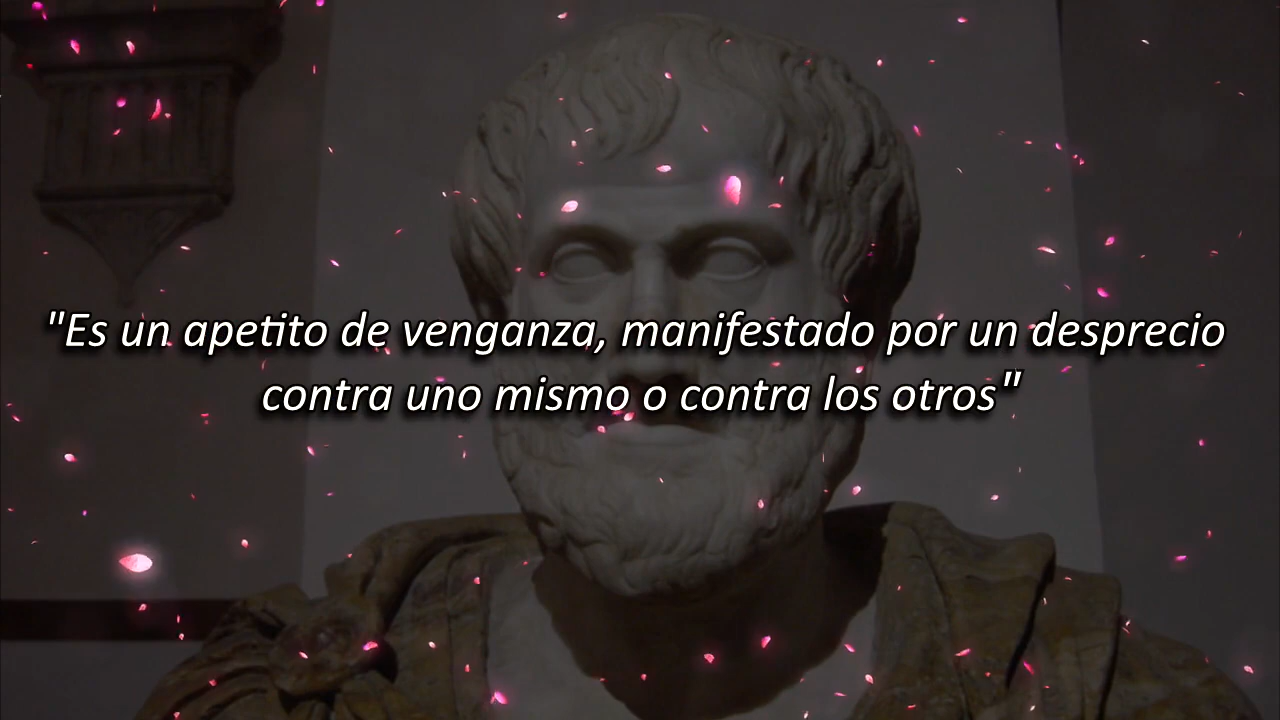 "Es un apetito de venganza, manifestado por un desprecio
contra uno mismo o contra los otros"